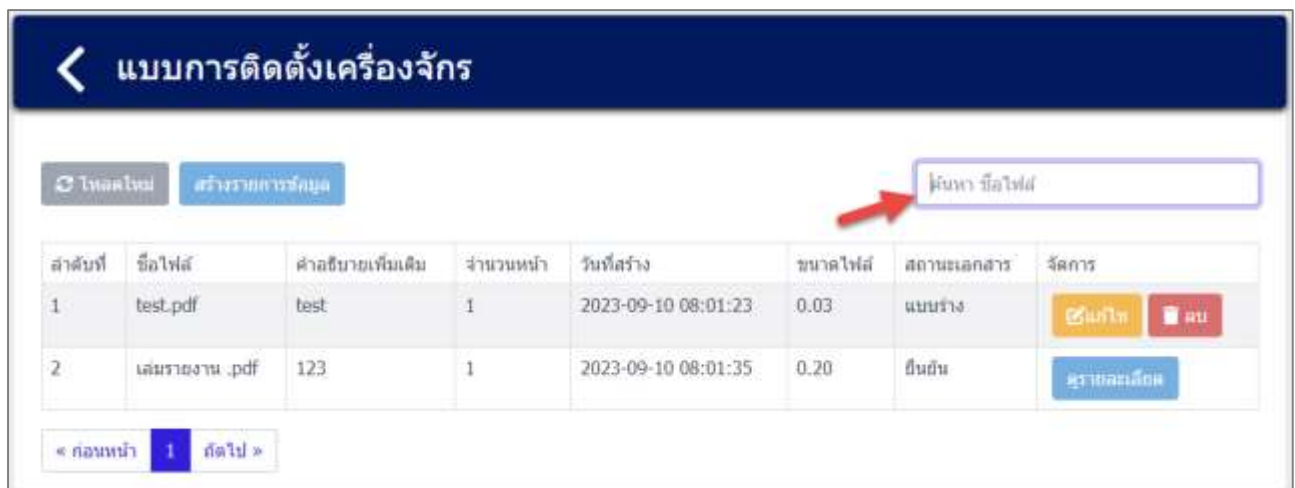 แบบการติดตั้งเครื่องจักร
โหลดใหม่ สร้างรายการข้อมูล ค้นหา ชื่อไฟล์
ลำดับที่ ชื่อไฟล์ คำอธิบายเพิ่มเติม จำนวนหน้า วันที่สร้าง ขนาดไฟล์ สถานะเอกสาร จัดการ
1 test.pdf test 1 2023-09-10 08:01:23 0.03 แบบร่าง แก้ไข ลบ
2 เล่มรายงาน .pdf 123 1 2023-09-10 08:01:35 0.20 ยืนยัน ดูรายละเอียด
« ก่อนหน้า 1 ถัดไป »